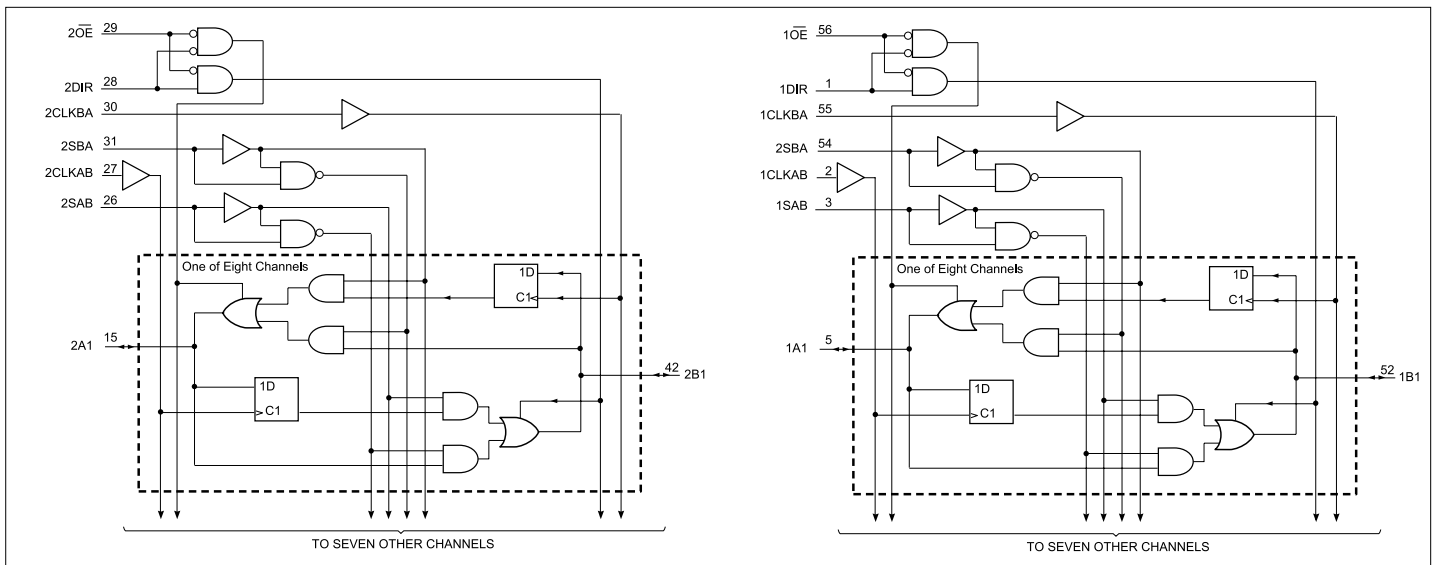 2OE 29
2DIR 28
2CLKBA 30
2SBA 31
2CLKAB 27
2SAB 26
One of Eight Channels
1D
C1
2A1 15
1D
C1
42 2B1
TO SEVEN OTHER CHANNELS
1OE 56
1DIR 1
1CLKBA 55
2SBA 54
1CLKAB 2
1SAB 3
One of Eight Channels
1D
C1
1A1 5
1D
C1
52 1B1
TO SEVEN OTHER CHANNELS